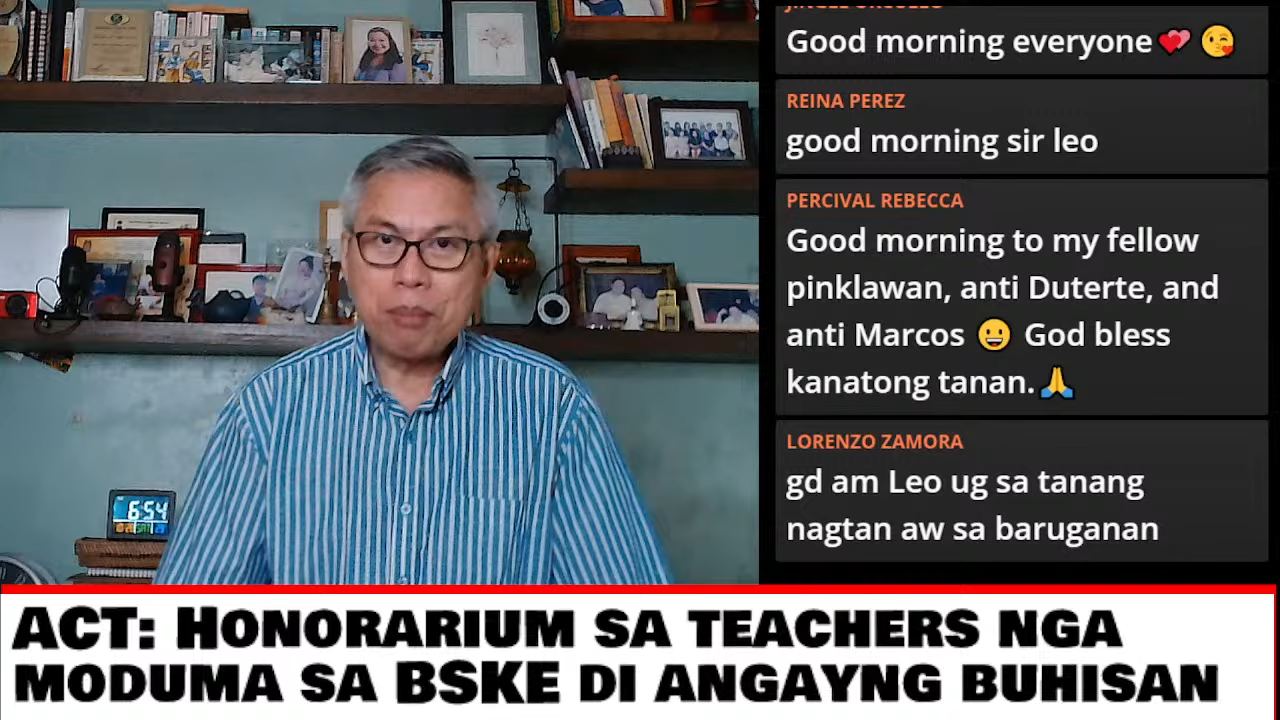 Good morning everyone💕 😘
REINA PEREZ
good morning sir leo
PERCIVAL REBECCA
Good morning to my fellow
pinklawan, anti Duterte, and
anti Marcos 😀 God bless
kanatong tanan.🙏
LORENZO ZAMORA
gd am Leo ug sa tanang
nagtan aw sa baruganan
6:54
ACT: HONORARIUM SA TEACHERS NGA
MODUMA SA BSKE DI ANGAYNG BUHISAN